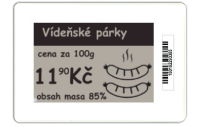 Vídeňské párky
cena za 100g
11⁹⁰Kč
obsah masa 85%